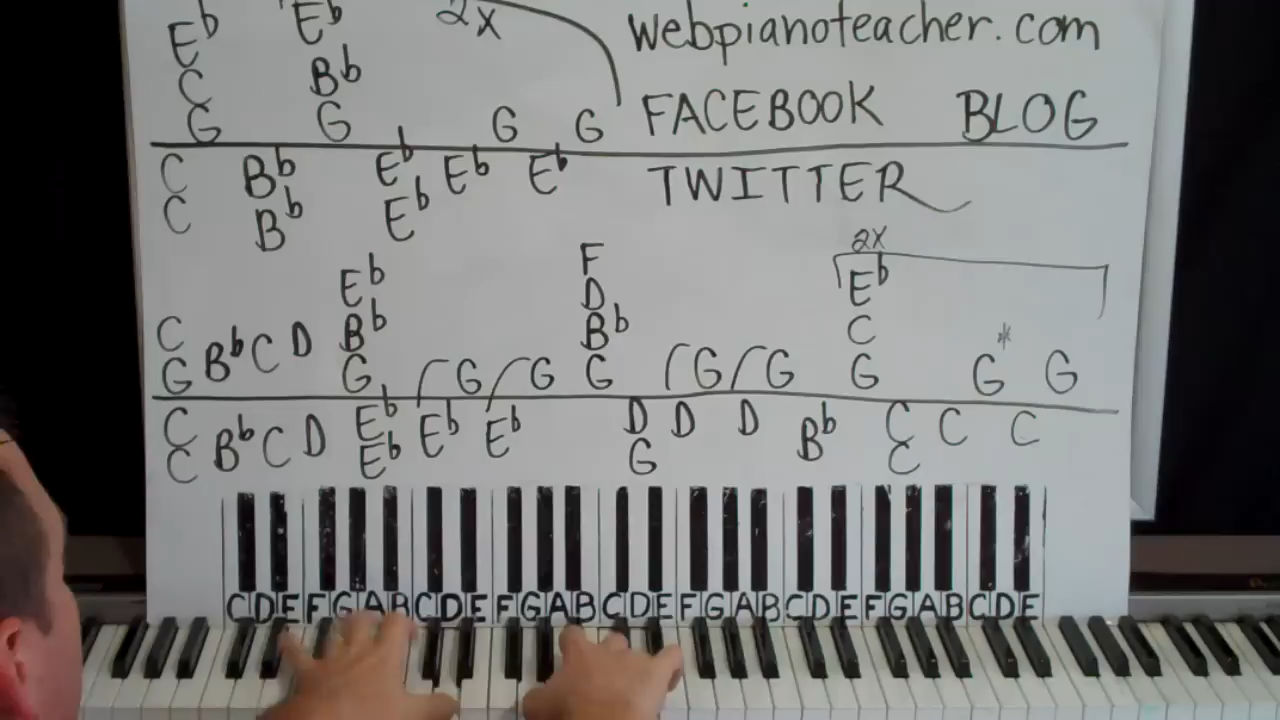 Eb Eb 2x webpianoteacher.com
C Bb
G G G G FACEBOOK BLOG
C Bb Eb Eb Eb TWITTER
C Bb Eb
2x
Eb F Eb
C Bb D C
G Bb C D G G G Bb G G G G G* G
C Bb C D Eb Eb Eb D D D Bb C C C
C Eb G C
C D E F G A B C D E F G A B C D E F G A B C D E F G A B C D E